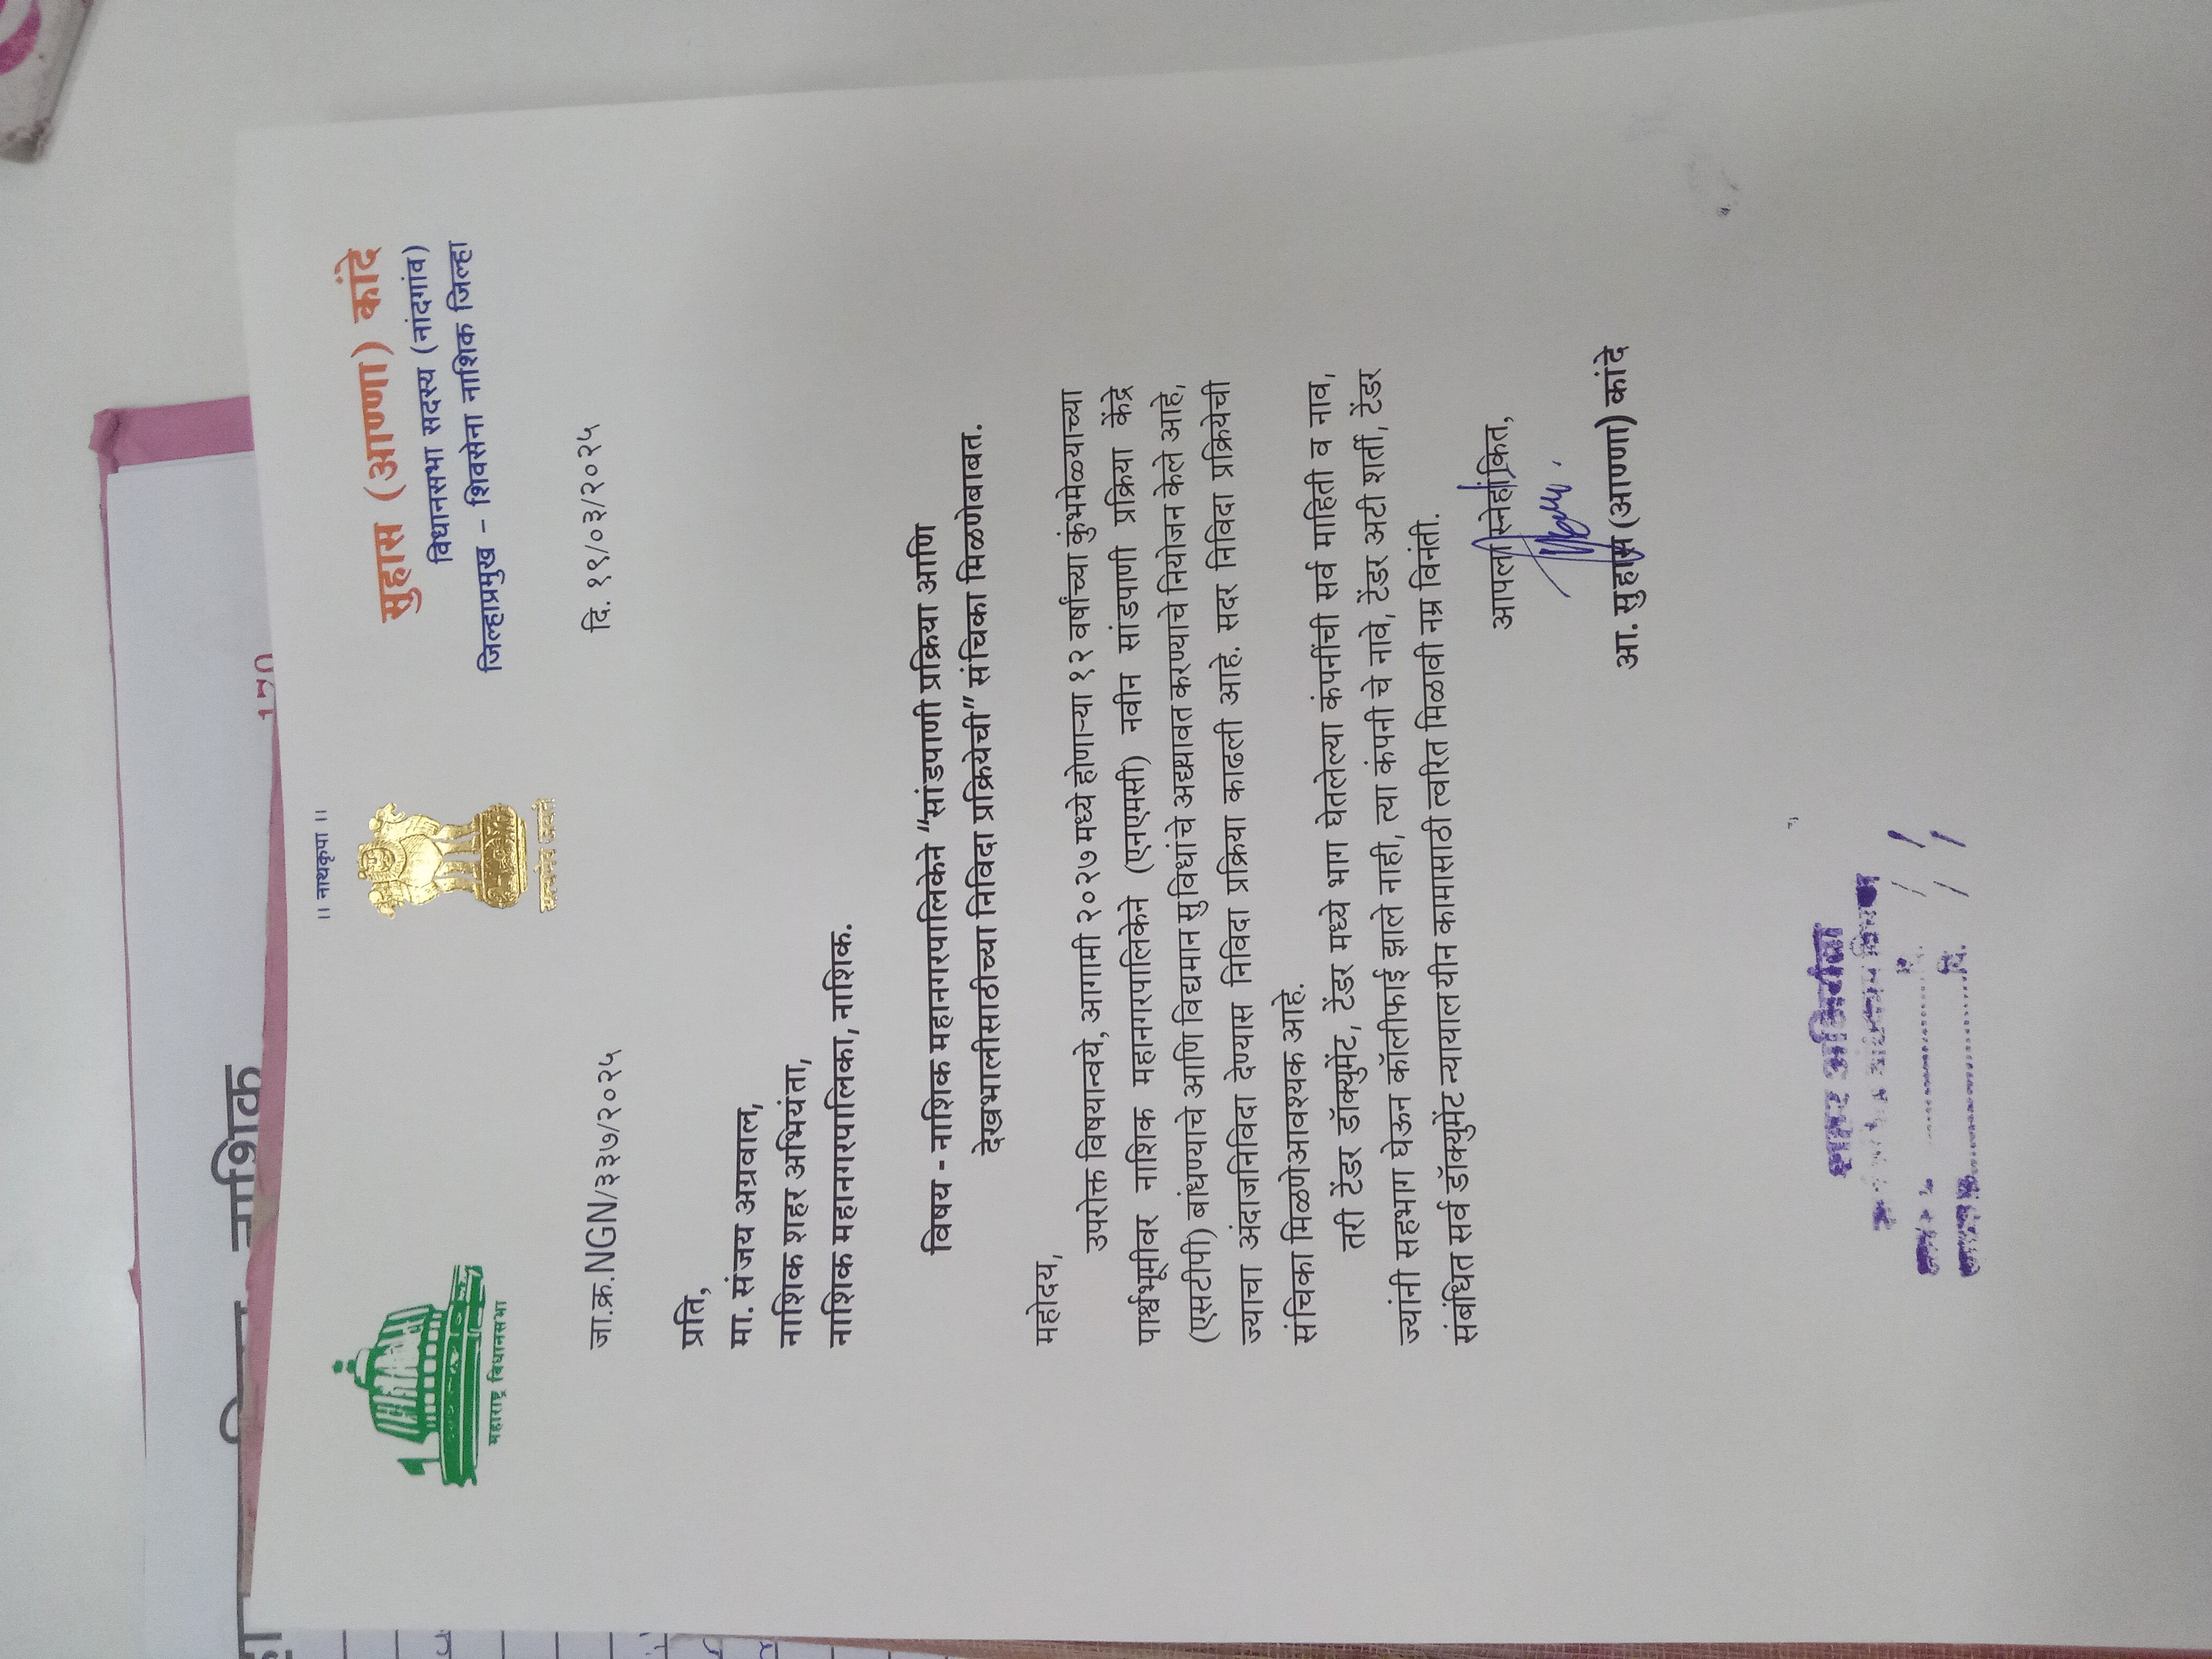 नाशिक
।। नाथकृपा ।।
महाराष्ट्र विधानसभा
सत्यमेव जयते
सुहास (आण्णा) कांदे
विधानसभा सदस्य (नांदगांव)
जिल्हाप्रमुख – शिवसेना नाशिक जिल्हा
जा.क्र.NGN/३३७/२०२५
दि. १९/०३/२०२५
प्रति,
मा. संजय अग्रवाल,
नाशिक शहर अभियंता,
नाशिक महानगरपालिका, नाशिक.
विषय - नाशिक महानगरपालिकेने “सांडपाणी प्रक्रिया आणि
देखभालीसाठीच्या निविदा प्रक्रियेची” संचिका मिळणेबाबत.
महोदय,
उपरोक्त विषयान्वये, आगामी २०२७ मध्ये होणाऱ्या १२ वर्षांच्या कुंभमेळ्याच्या
पार्श्वभूमीवर नाशिक महानगरपालिकेने (एनएमसी) नवीन सांडपाणी प्रक्रिया केंद्रे
(एसटीपी) बांधण्याचे आणि विद्यमान सुविधांचे अद्ययावत करण्याचे नियोजन केले आहे,
ज्याचा अंदाजनिविदा देण्यास निविदा प्रक्रिया काढली आहे. सदर निविदा प्रक्रियेची
संचिका मिळणेआवश्यक आहे.
तरी टेंडर डॉक्युमेंट, टेंडर मध्ये भाग घेतलेल्या कंपनींची सर्व माहिती व नाव,
ज्यांनी सहभाग घेऊन कॉलीफाई झाले नाही, त्या कंपनी चे नावे, टेंडर अटी शर्ती, टेंडर
संबंधित सर्व डॉक्युमेंट न्यायालयीन कामासाठी त्वरित मिळावी नम्र विनंती.
आपला स्नेहांकित,
आ. सुहास (आण्णा) कांदे
शहर अभियंता
दि. / /
दि. / /